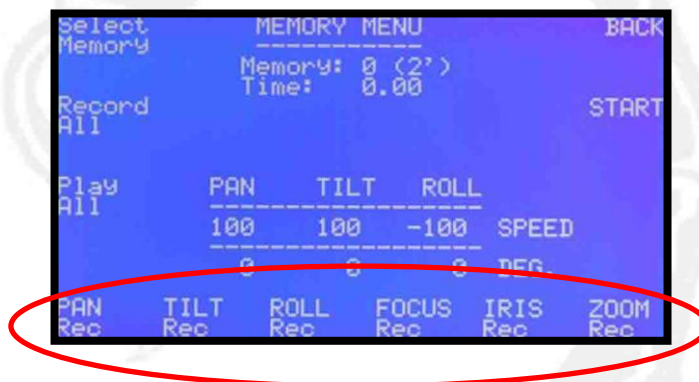 Select MEMORY MENU BACK
Memory
Memory: 0 (2')
Time: 0.00
Record START
All
Play PAN TILT ROLL
All
100 100 -100 SPEED
0 0 0 DEG.
PAN TILT ROLL FOCUS IRIS ZOOM
Rec Rec Rec Rec Rec Rec